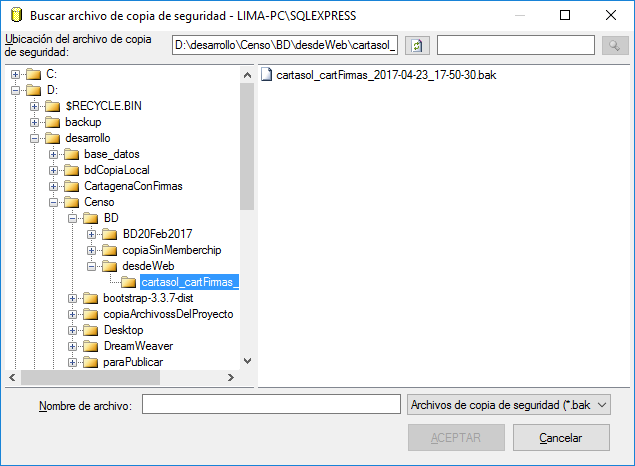 Buscar archivo de copia de seguridad - LIMA-PC\SQLEXPRESS
Ubicación del archivo de copia
de seguridad:
D:\desarrollo\Censo\BD\desdeWeb\cartasol_
C:
D:
$RECYCLE.BIN
backup
desarrollo
base_datos
bdCopiaLocal
CartagenaConFirmas
Censo
BD
BD20Feb2017
copiaSinMemberchip
desdeWeb
cartasol_cartFirmas_
bootstrap-3.3.7-dist
copiaArchivossDelProyecto
Desktop
DreamWeaver
paraPublicar
cartasol_cartFirmas_2017-04-23_17-50-30.bak
Nombre de archivo:
Archivos de copia de seguridad (*.bak
ACEPTAR
Cancelar